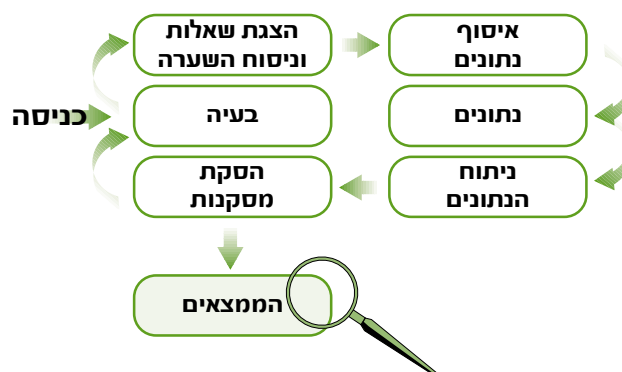 הצגת שאלות
וניסוח השערה
איסוף
נתונים
כניסה
בעיה
נתונים
הסקת
מסקנות
ניתוח
הנתונים
הממצאים